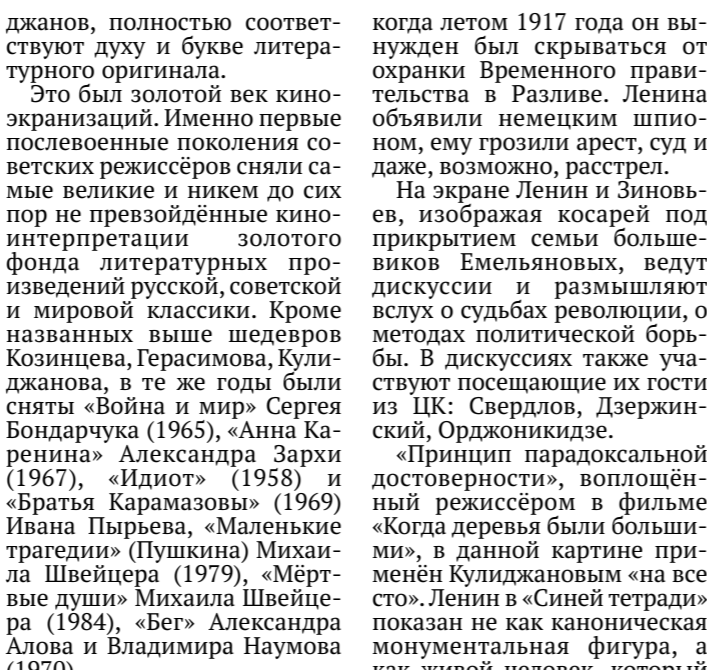 джанов, полностью соответ-
ствуют духу и букве литера-
турного оригинала.
Это был золотой век кино-
экранизаций. Именно первые
послевоенные поколения со-
ветских режиссёров сняли са-
мые великие и никем до сих
пор не превзойдённые кино-
интерпретации золотого
фонда литературных про-
изведений русской, советской
и мировой классики. Кроме
названных выше шедевров
Козинцева, Герасимова, Кули-
джанова, в те же годы были
сняты «Война и мир» Сергея
Бондарчука (1965), «Анна Ка-
ренина» Александра Зархи
(1967), «Идиот» (1958) и
«Братья Карамазовы» (1969)
Ивана Пырьева, «Маленькие
трагедии» (Пушкина) Михаи-
ла Швейцера (1979), «Мёрт-
вые души» Михаила Швейце-
ра (1984), «Бег» Александра
Алова и Владимира Наумова
(1970)
когда летом 1917 года он вы-
нужден был скрываться от
охранки Временного прави-
тельства в Разливе. Ленина
объявили немецким шпио-
ном, ему грозили арест, суд и
даже, возможно, расстрел.
На экране Ленин и Зиновь-
ев, изображая косарей под
прикрытием семьи больше-
виков Емельяновых, ведут
дискуссии и размышляют
вслух о судьбах революции, о
методах политической борь-
бы. В дискуссиях также уча-
ствуют посещающие их гости
из ЦК: Свердлов, Дзержин-
ский, Орджоникидзе.
«Принцип парадоксальной
достоверности», воплощён-
ный режиссёром в фильме
«Когда деревья были больши-
ми», в данной картине при-
менён Кулиджановым «на все
сто». Ленин в «Синей тетради»
показан не как каноническая
монументальная фигура, а
как живой человек, который